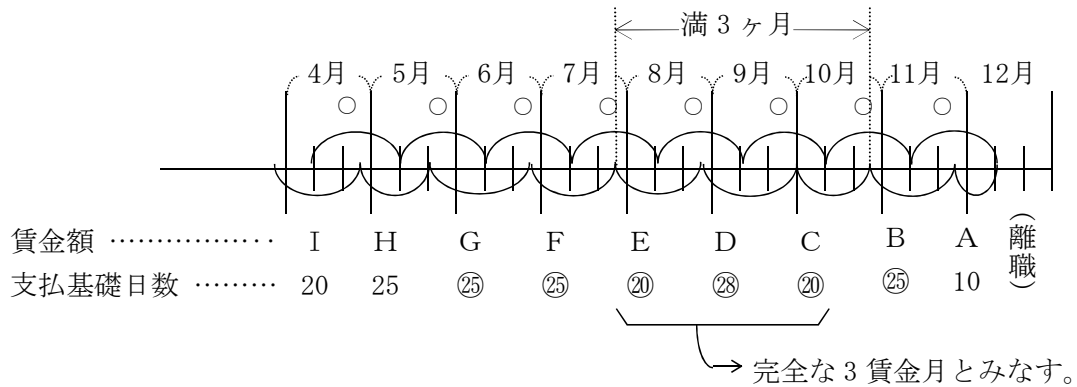 満3ヶ月
4月 5月 6月 7月 8月 9月 10月 11月 12月
○ ○ ○ ○ ○ ○ ○ ○
賃金額 ……………… I H G F E D C B A (離職)
支払基礎日数 ……… 20 25 ㉕ ㉕ ⑳ ㉘ ⑳ ㉕ 10
完全な3賃金月とみなす。